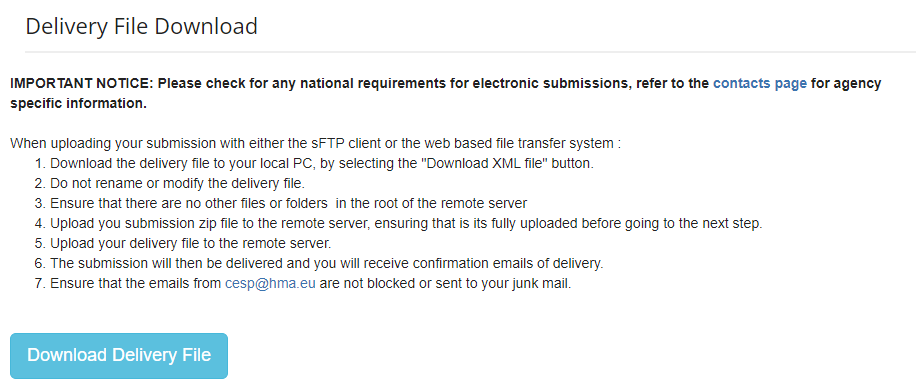 Delivery File Download
IMPORTANT NOTICE: Please check for any national requirements for electronic submissions, refer to the contacts page for agency
specific information.
When uploading your submission with either the sFTP client or the web based file transfer system :
1. Download the delivery file to your local PC, by selecting the "Download XML file" button.
2. Do not rename or modify the delivery file.
3. Ensure that there are no other files or folders  in the root of the remote server
4. Upload you submission zip file to the remote server, ensuring that is its fully uploaded before going to the next step.
5. Upload your delivery file to the remote server.
6. The submission will then be delivered and you will receive confirmation emails of delivery.
7. Ensure that the emails from cesp@hma.eu are not blocked or sent to your junk mail.
Download Delivery File